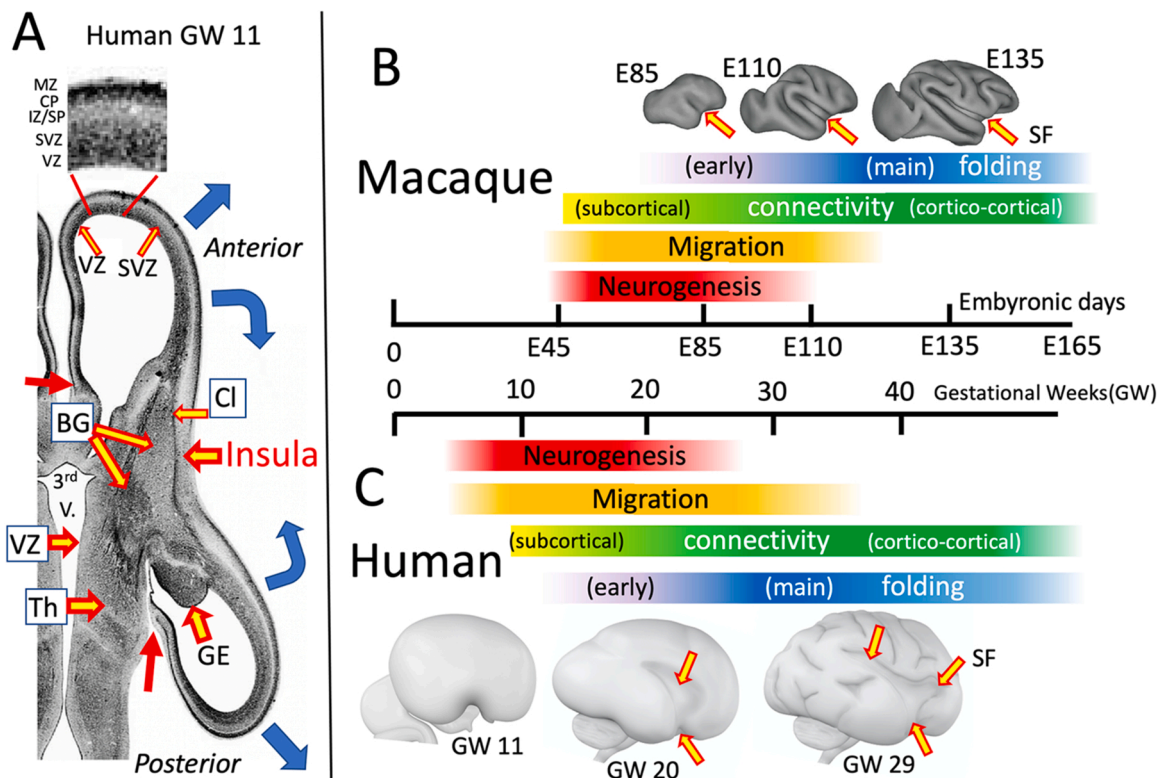 A
Human GW 11
MZ
CP
IZ/SP
SVZ
VZ
VZ SVZ
Anterior
Cl
BG
Insula
3rd
V.
VZ
Th
GE
Posterior
B
E85
E110
E135
SF
Macaque
(early) (main) folding
(subcortical) connectivity (cortico-cortical)
Migration
Neurogenesis
Embyronic days
0 E45 E85 E110 E135 E165
0 10 20 30 40 Gestational Weeks(GW)
Neurogenesis
C
Migration
Human
(subcortical) connectivity (cortico-cortical)
(early) (main) folding
SF
GW 11
GW 20
GW 29